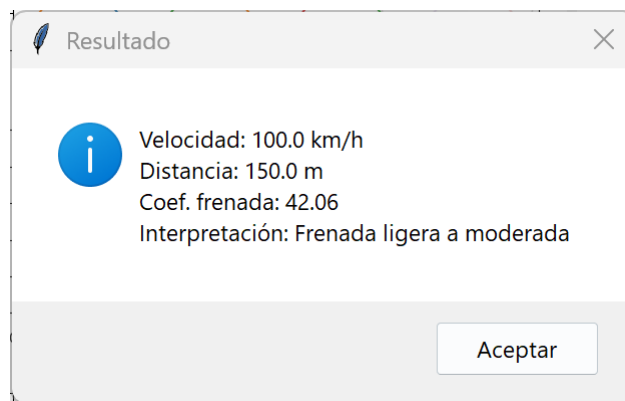 Resultado
Velocidad: 100.0 km/h
Distancia: 150.0 m
Coef. frenada: 42.06
Interpretación: Frenada ligera a moderada
Aceptar